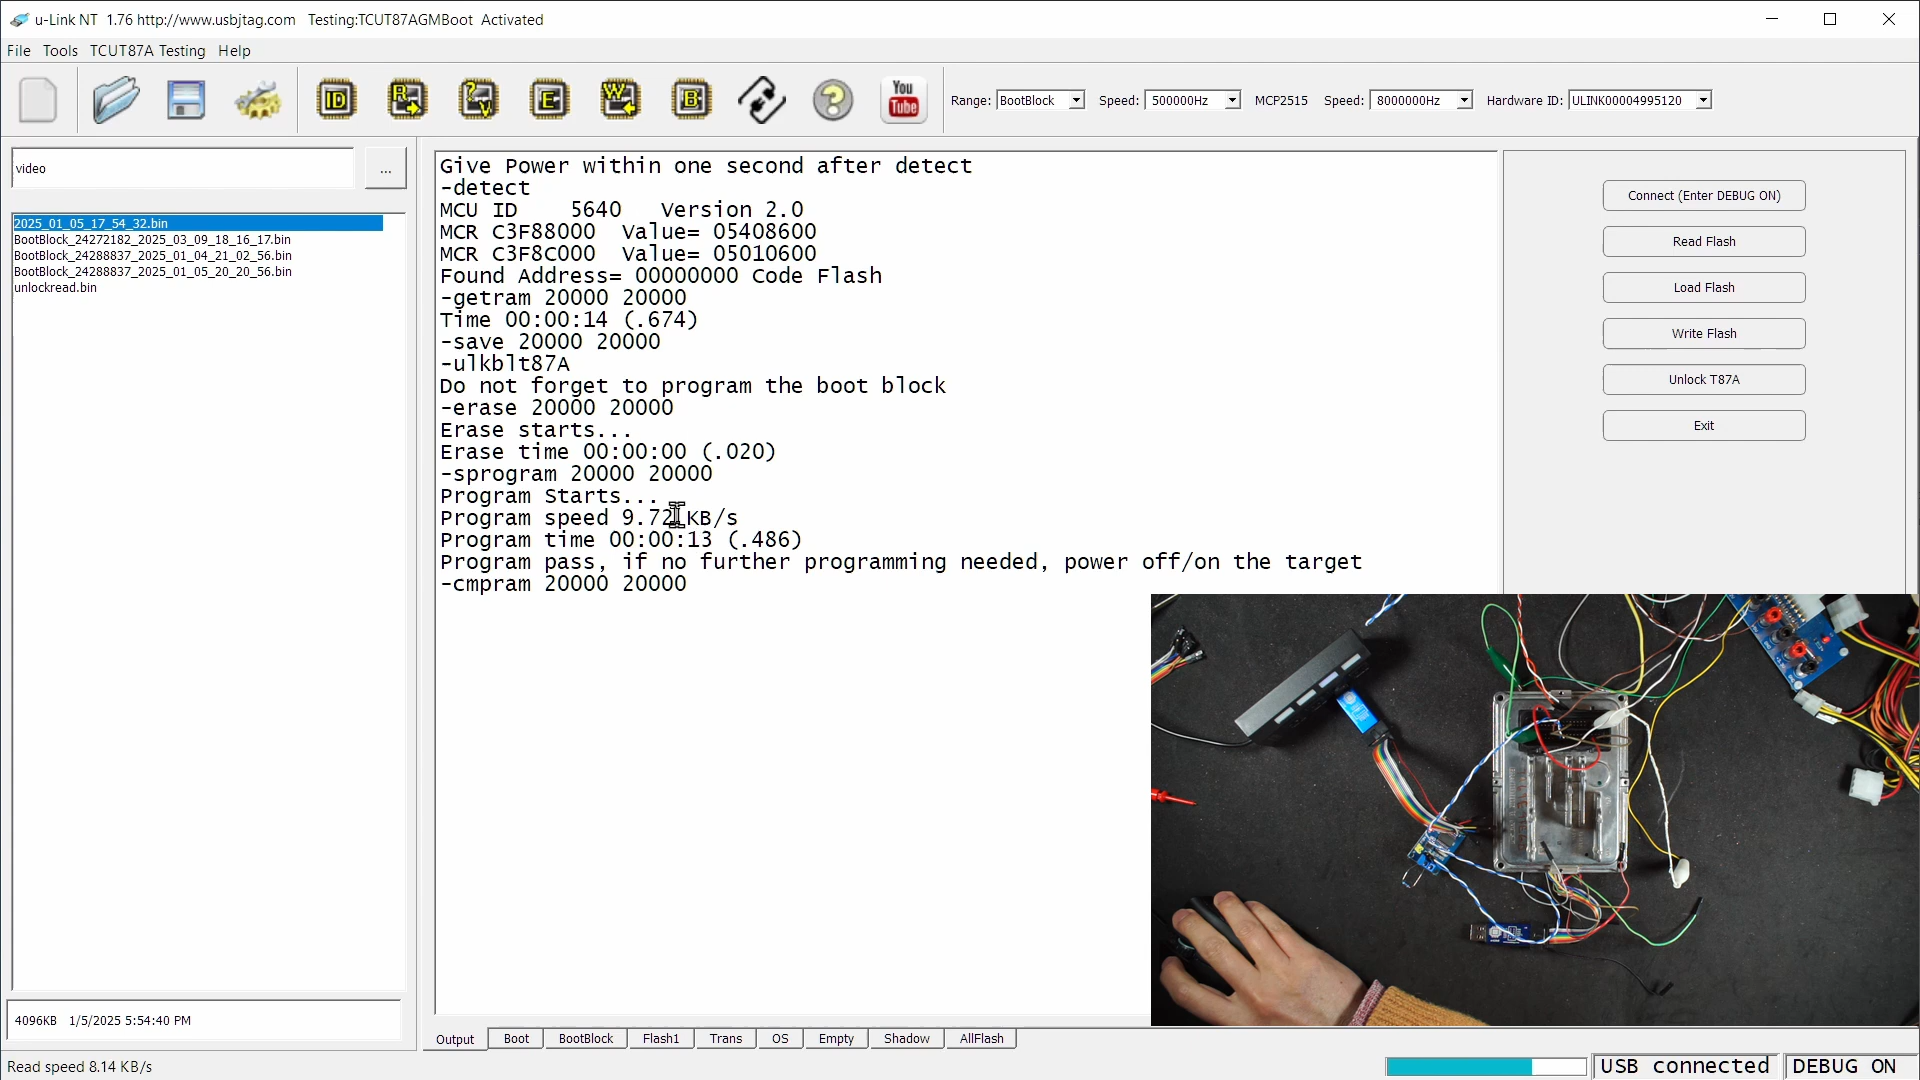 u-Link NT 1.76 http://www.usbjtag.com Testing:TCUT87AGMBoot Activated
File Tools TCUT87A Testing Help
ID R ? V E W B ? You Tube Range: BootBlock Speed: 500000Hz MCP2515 Speed: 8000000Hz Hardware ID: ULINK00004995120
video ...
2025_01_05_17_54_32.bin
BootBlock_24272182_2025_03_09_18_16_17.bin
BootBlock_24288837_2025_01_04_21_02_56.bin
BootBlock_24288837_2025_01_05_20_20_56.bin
unlockread.bin
Give Power within one second after detect
-detect
MCU ID 5640 Version 2.0
MCR C3F88000 Value= 05408600
MCR C3F8C000 Value= 05010600
Found Address= 00000000 Code Flash
-getram 20000 20000
Time 00:00:14 (.674)
-save 20000 20000
-ulkblt87A
Do not forget to program the boot block
-erase 20000 20000
Erase starts...
Erase time 00:00:00 (.020)
-sprogram 20000 20000
Program Starts...
Program speed 9.72 KB/s
Program time 00:00:13 (.486)
Program pass, if no further programming needed, power off/on the target
-cmpram 20000 20000
Connect (Enter DEBUG ON)
Read Flash
Load Flash
Write Flash
Unlock T87A
Exit
4096KB 1/5/2025 5:54:40 PM
Output Boot BootBlock Flash1 Trans OS Empty Shadow AllFlash
Read speed 8.14 KB/s USB connected DEBUG ON